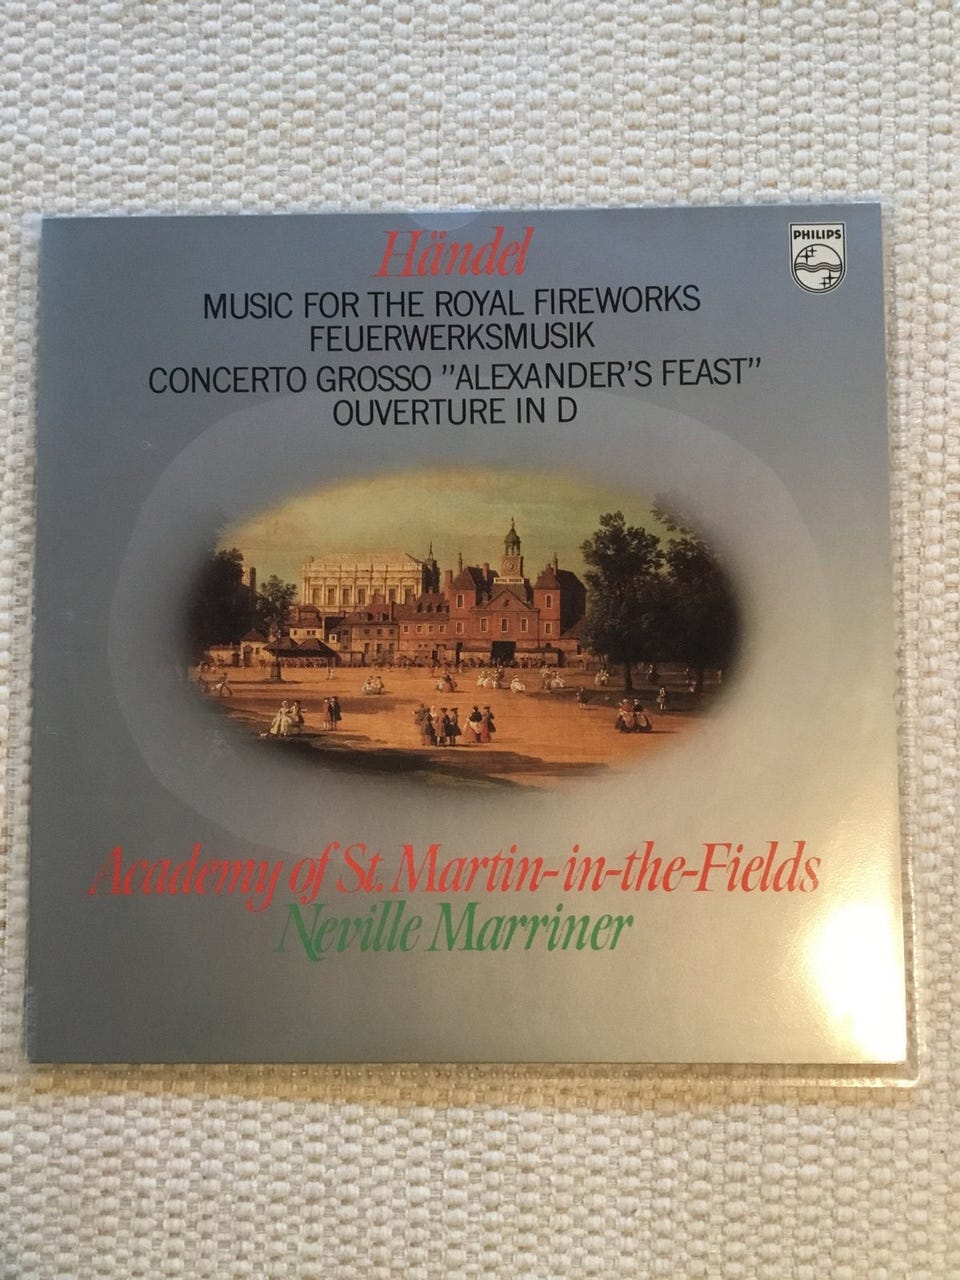 Händel
PHILIPS
MUSIC FOR THE ROYAL FIREWORKS
FEUERWERKSMUSIK
CONCERTO GROSSO "ALEXANDER'S FEAST"
OUVERTURE IN D
Academy of St. Martin-in-the-Fields
Neville Marriner